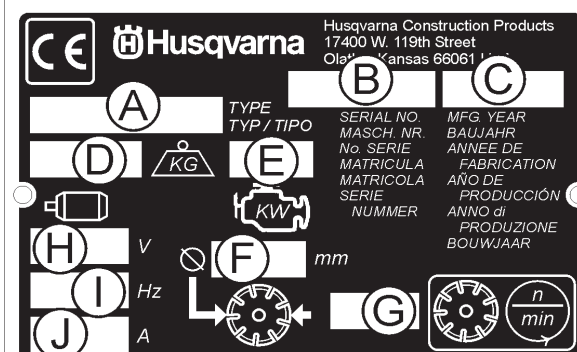 CE
Husqvarna
Husqvarna Construction Products
17400 W. 119th Street
Kansas 66061
A
TYPE
TYP / TIPO
B
SERIAL NO.
MASCH. NR.
No. SERIE
MATRICULA
MATRICOLA
SERIE
NUMMER
C
MFG. YEAR
BAUJAHR
ANNEE DE
FABRICATION
AÑO DE
PRODUCCIÓN
ANNO di
PRODUZIONE
BOUWJAAR
D
KG
E
KW
H
V
I
Hz
J
A
F
mm
G
n
min